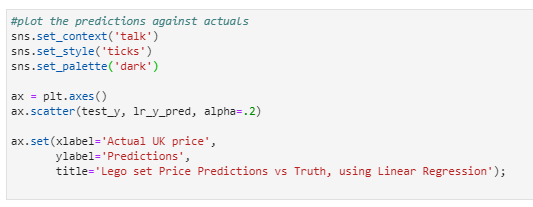 #plot the predictions against actuals
sns.set_context('talk')
sns.set_style('ticks')
sns.set_palette('dark')
ax = plt.axes()
ax.scatter(test_y, lr_y_pred, alpha=.2)
ax.set(xlabel='Actual UK price',
ylabel='Predictions',
title='Lego set Price Predictions vs Truth, using Linear Regression');